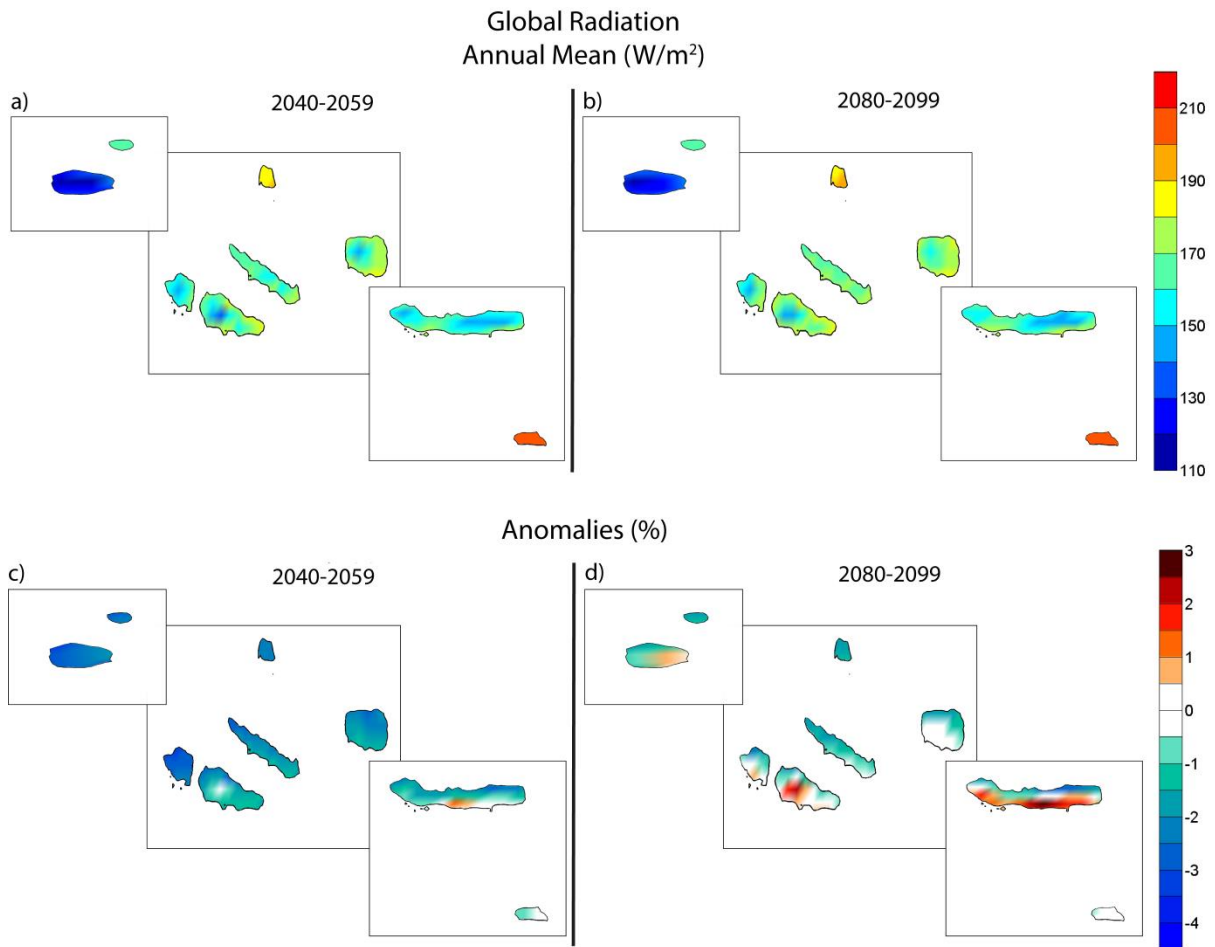 Global Radiation
Annual Mean (W/m²)
a)
2040-2059
b)
2080-2099
210
190
170
150
130
110
Anomalies (%)
c)
2040-2059
d)
2080-2099
3
2
1
0
-1
-2
-3
-4